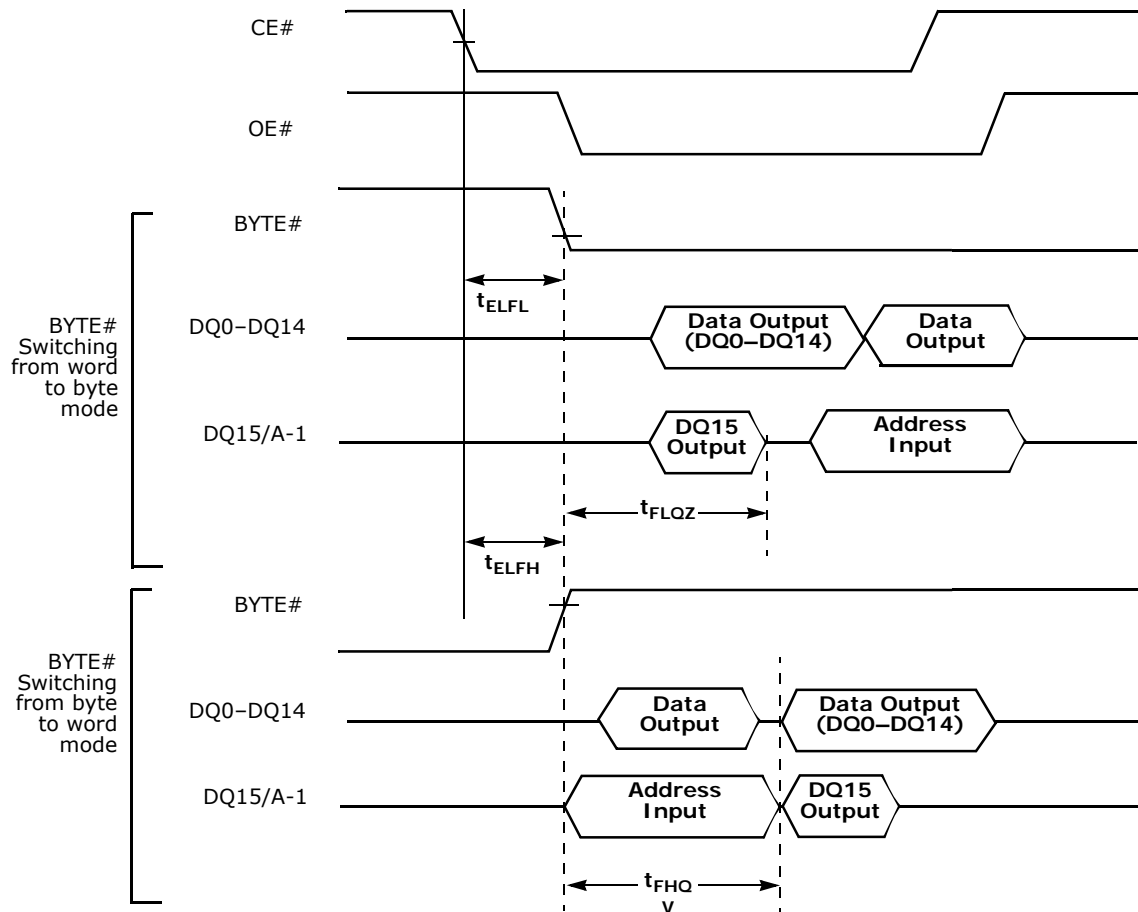 CE#
OE#
BYTE#
tELFL
BYTE#
Switching
from word
to byte
mode
DQ0–DQ14
Data Output
(DQ0–DQ14)
Data
Output
DQ15/A-1
DQ15
Output
Address
Input
tFLQZ
tELFH
BYTE#
BYTE#
Switching
from byte
to word
mode
DQ0–DQ14
Data
Output
Data Output
(DQ0–DQ14)
DQ15/A-1
Address
Input
DQ15
Output
tFHQ
V